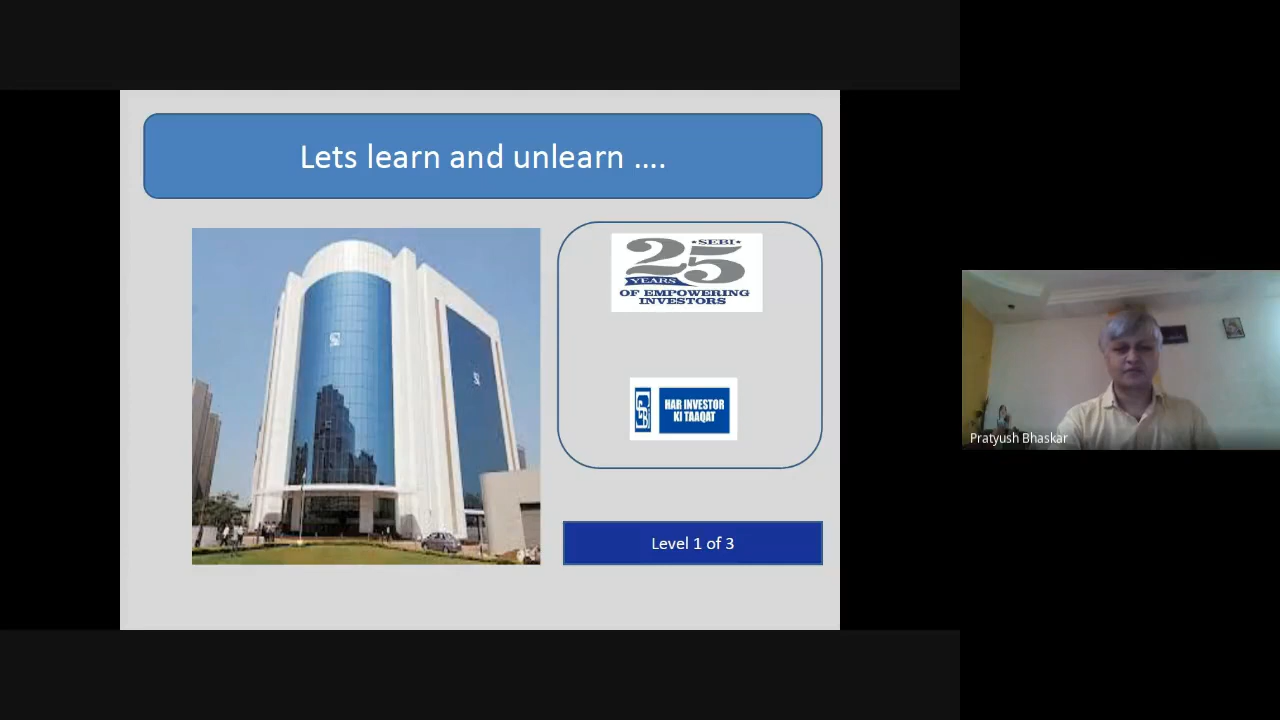 Lets learn and unlearn ....
SEBI
25
YEARS
OF EMPOWERING
INVESTORS
HAR INVESTOR
KI TAAQAT
Level 1 of 3
Pratyush Bhaskar